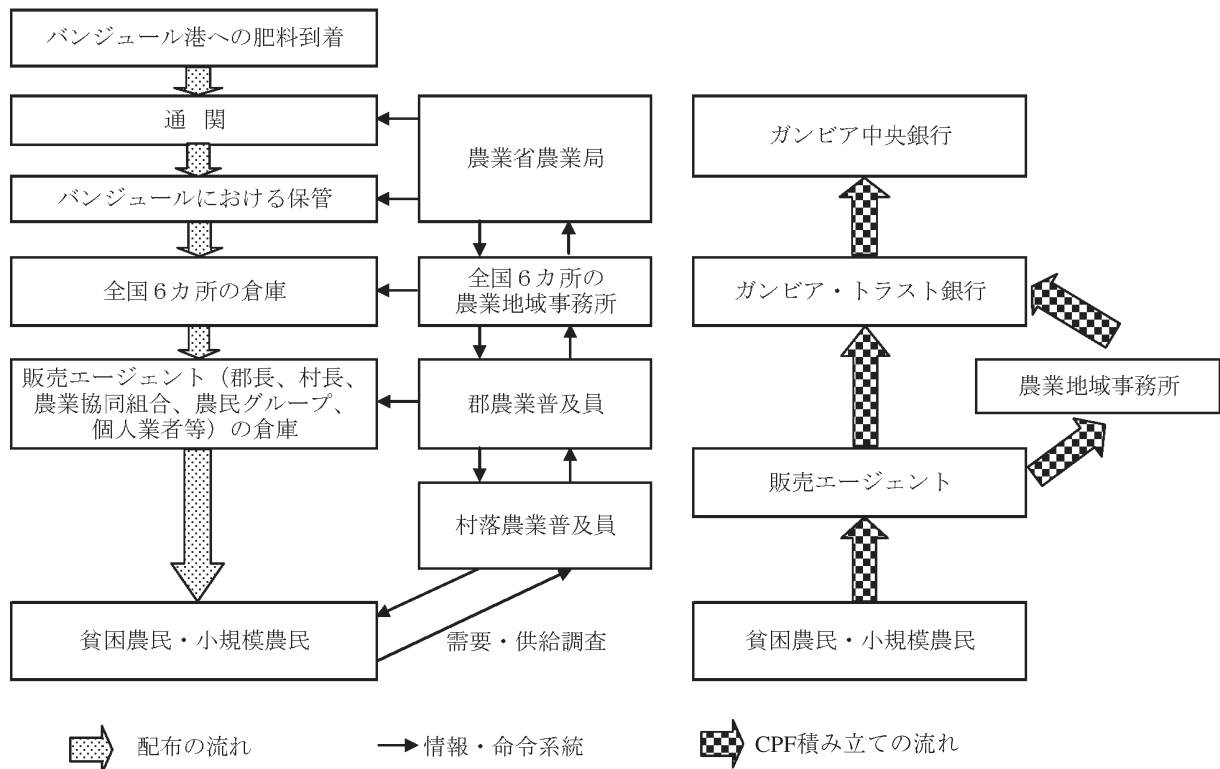 バンジュール港への肥料到着
通 関
バンジュールにおける保管
全国6カ所の倉庫
販売エージェント（郡長、村長、
農業協同組合、農民グループ、
個人業者等）の倉庫
貧困農民・小規模農民
農業省農業局
全国６カ所の
農業地域事務所
郡農業普及員
村落農業普及員
需要・供給調査
ガンビア中央銀行
ガンビア・トラスト銀行
農業地域事務所
販売エージェント
貧困農民・小規模農民
配布の流れ
情報・命令系統
CPF積み立ての流れ